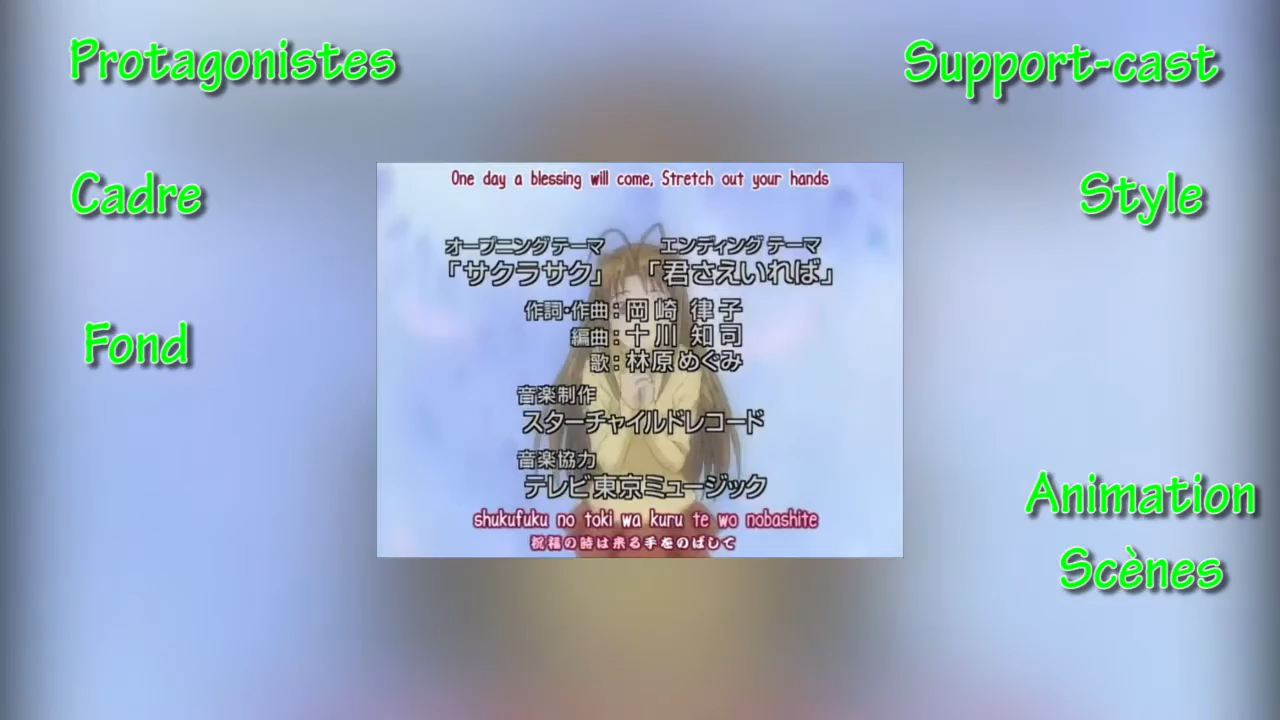 Protagonistes
Support-cast
Cadre
Style
Fond
Animation
Scènes
One day a blessing will come, Stretch out your hands
オープニングテーマ エンディングテーマ
「サクラサク」 「君さえいれば」
作詞・作曲：岡崎 律子
編曲：十川 知司
歌：林原めぐみ
音楽制作
スターチャイルドレコード
音楽協力
テレビ東京ミュージック
shukufuku no toki wa kuru te wo nobashite
祝福の時は来る手をのばして